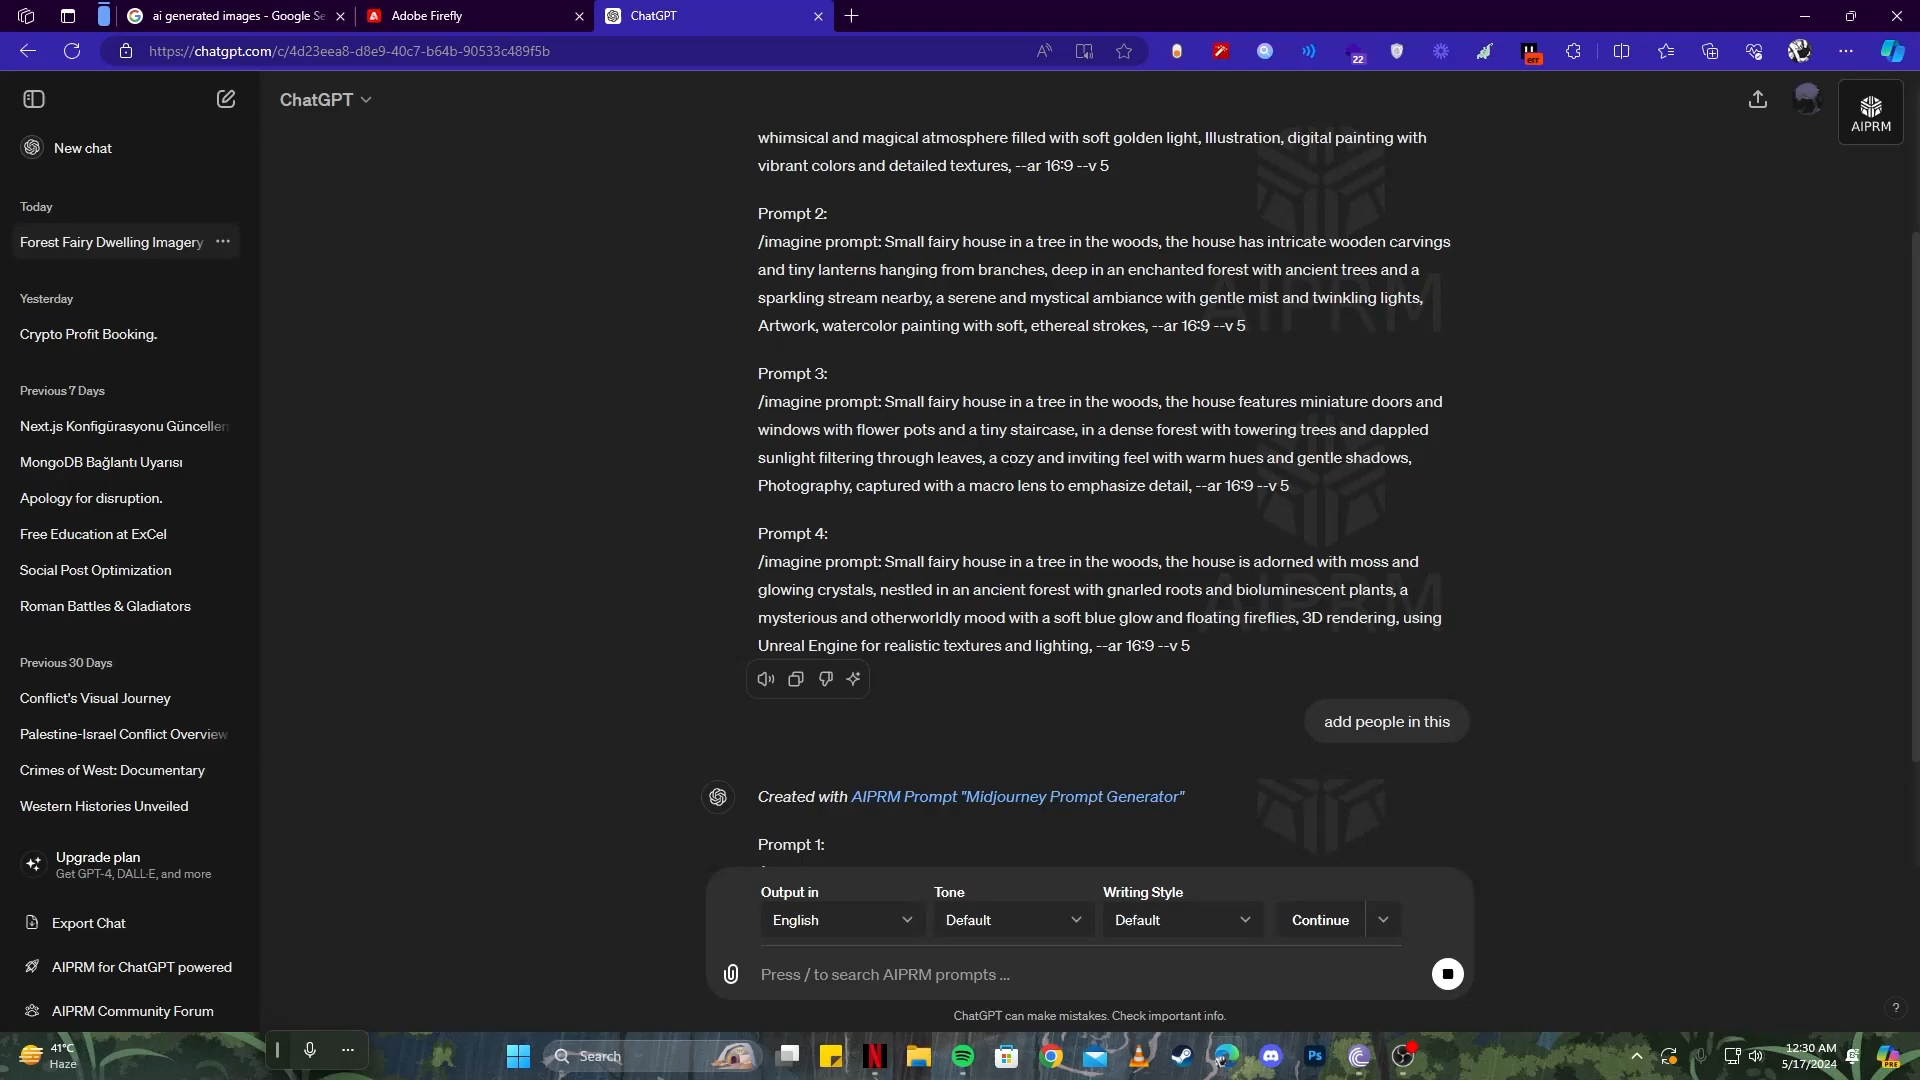 ai generated images - Google Se
Adobe Firefly
ChatGPT
https://chatgpt.com/c/4d23eea8-d8e9-40c7-b64b-90533c489f5b
22
err
ChatGPT
AIPRM
New chat
Today
Forest Fairy Dwelling Imagery
Yesterday
Crypto Profit Booking.
Previous 7 Days
Next.js Konfigürasyonu Güncellen
MongoDB Bağlantı Uyarısı
Apology for disruption.
Free Education at ExCel
Social Post Optimization
Roman Battles & Gladiators
Previous 30 Days
Conflict's Visual Journey
Palestine-Israel Conflict Overview
Crimes of West: Documentary
Western Histories Unveiled
Upgrade plan
Get GPT-4, DALL·E, and more
Export Chat
AIPRM for ChatGPT powered
AIPRM Community Forum
whimsical and magical atmosphere filled with soft golden light, Illustration, digital painting with
vibrant colors and detailed textures, --ar 16:9 --v 5
Prompt 2:
/imagine prompt: Small fairy house in a tree in the woods, the house has intricate wooden carvings
and tiny lanterns hanging from branches, deep in an enchanted forest with ancient trees and a
sparkling stream nearby, a serene and mystical ambiance with gentle mist and twinkling lights,
Artwork, watercolor painting with soft, ethereal strokes, --ar 16:9 --v 5
AIPRM
Prompt 3:
/imagine prompt: Small fairy house in a tree in the woods, the house features miniature doors and
windows with flower pots and a tiny staircase, in a dense forest with towering trees and dappled
sunlight filtering through leaves, a cozy and inviting feel with warm hues and gentle shadows,
Photography, captured with a macro lens to emphasize detail, --ar 16:9 --v 5
Prompt 4:
/imagine prompt: Small fairy house in a tree in the woods, the house is adorned with moss and
glowing crystals, nestled in an ancient forest with gnarled roots and bioluminescent plants, a
mysterious and otherworldly mood with a soft blue glow and floating fireflies, 3D rendering, using
Unreal Engine for realistic textures and lighting, --ar 16:9 --v 5
AIPRM
add people in this
Created with AIPRM Prompt "Midjourney Prompt Generator"
Prompt 1:
Output in
Tone
Writing Style
English
Default
Default
Continue
Press / to search AIPRM prompts ...
ChatGPT can make mistakes. Check important info.
?
41°C
Haze
Search
Ps
12:30 AM
5/17/2024
PRE